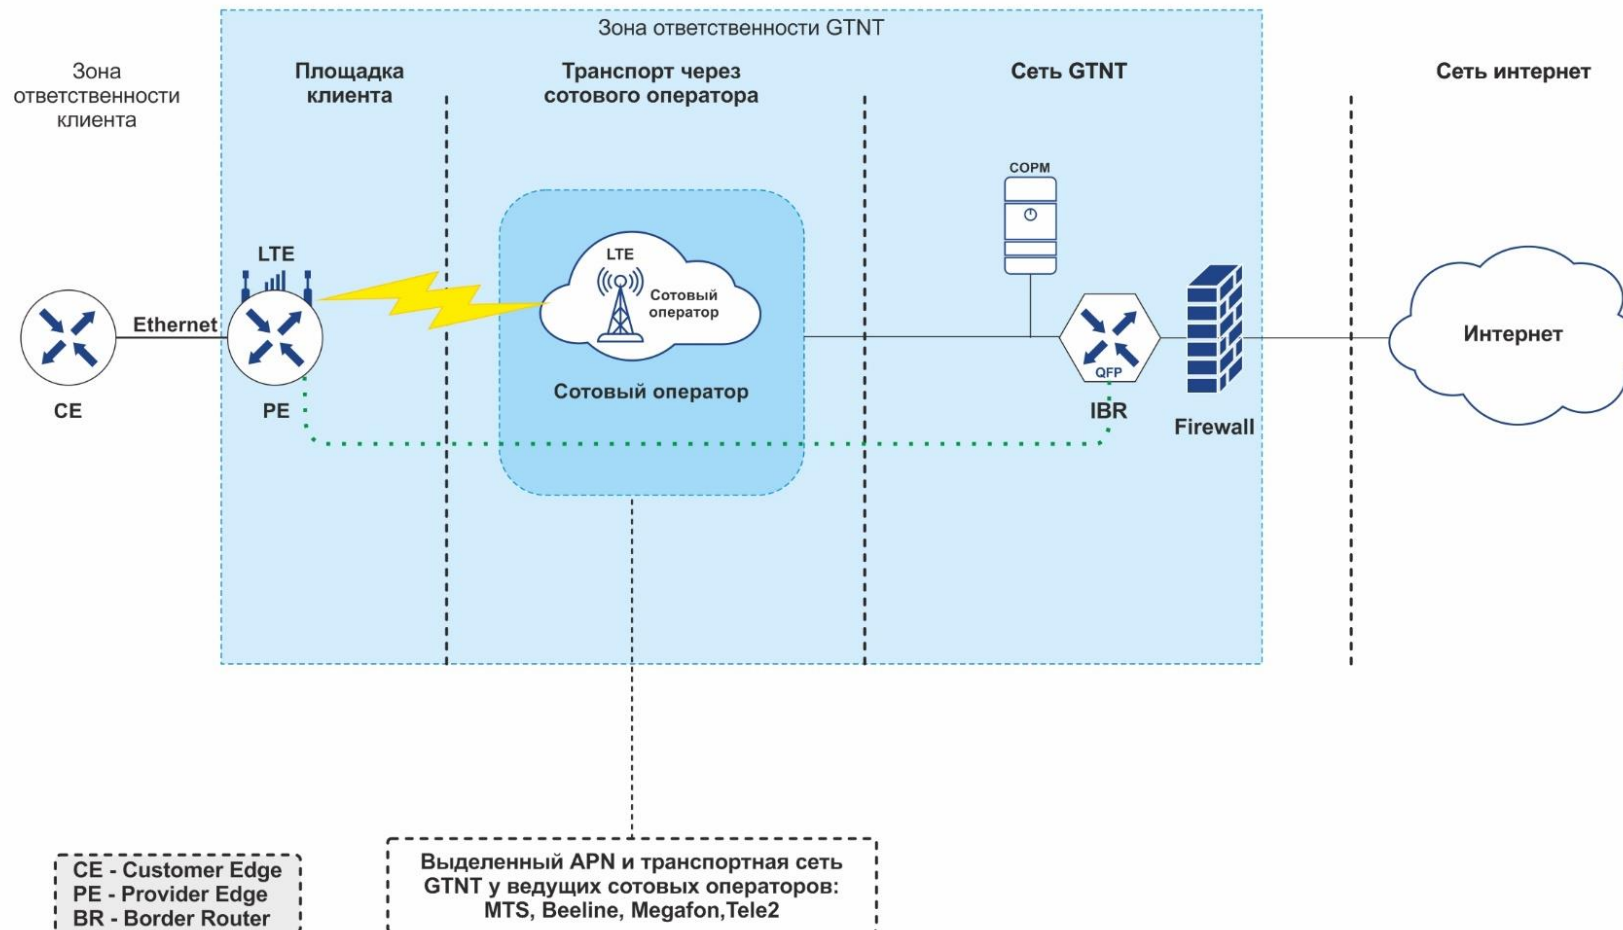 Зона ответственности GTNT
Зона
ответственности
клиента
Площадка
клиента
Транспорт через
сотового оператора
Сеть GTNT
Сеть интернет
СОРМ
LTE
LTE
Сотовый
оператор
Ethernet
QFP
Интернет
CE
PE
Сотовый оператор
IBR
Firewall
CE - Customer Edge
PE - Provider Edge
BR - Border Router
Выделенный APN и транспортная сеть
GTNT у ведущих сотовых операторов:
MTS, Beeline, Megafon,Tele2